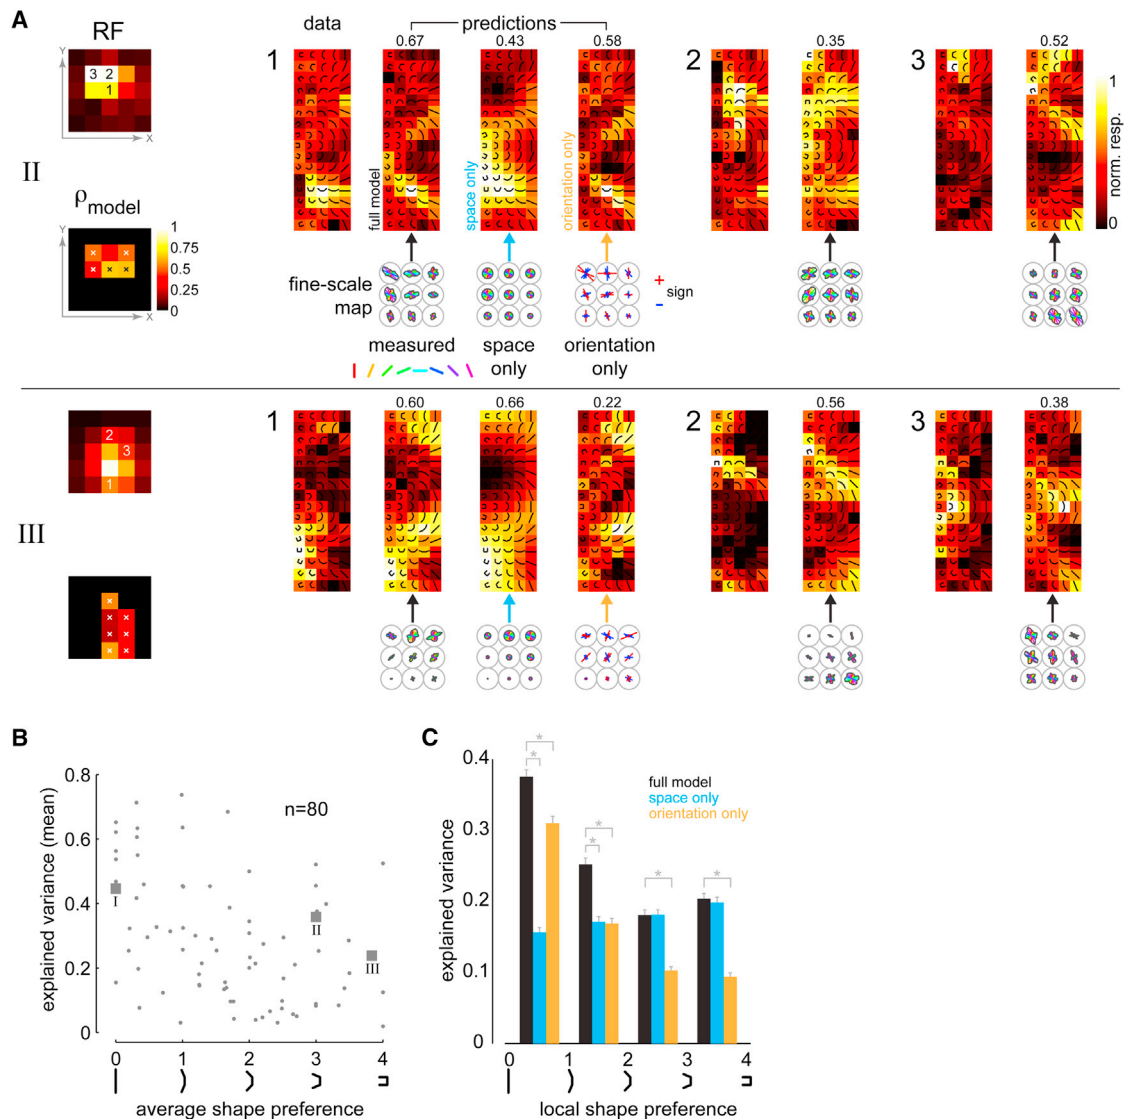 A
RF
data
predictions
0.67
0.43
0.58
0.35
0.52
1
2
3
Y
3 2
1
X
full model
space only
orientation only
1
0
norm. resp.
II
ρmodel
Y
X
1
0.75
0.5
0.25
0
fine-scale
map
+
− sign
measured
space
only
orientation
only
III
2
3
1
1
0.60
0.66
0.22
2
0.56
3
0.38
B
explained variance (mean)
0.8
0.6
0.4
0.2
0
n=80
I
II
III
0 1 2 3 4
average shape preference
C
explained variance
0.4
0.3
0.2
0.1
0
* * * * * *
full model
space only
orientation only
0 1 2 3 4
local shape preference